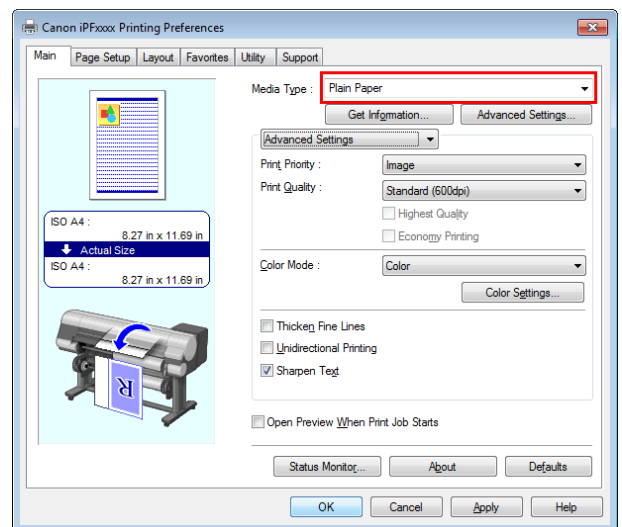 Canon iPFxxxx Printing Preferences
Main Page Setup Layout Favorites Utility Support
Media Type : Plain Paper
Get Information... Advanced Settings...
Advanced Settings
Print Priority : Image
Print Quality : Standard (600dpi)
Highest Quality
Economy Printing
ISO A4 :
8.27 in x 11.69 in
Actual Size
ISO A4 :
8.27 in x 11.69 in
Color Mode : Color
Color Settings...
Thicken Fine Lines
Unidirectional Printing
Sharpen Text
R
Open Preview When Print Job Starts
Status Monitor... About Defaults
OK Cancel Apply Help